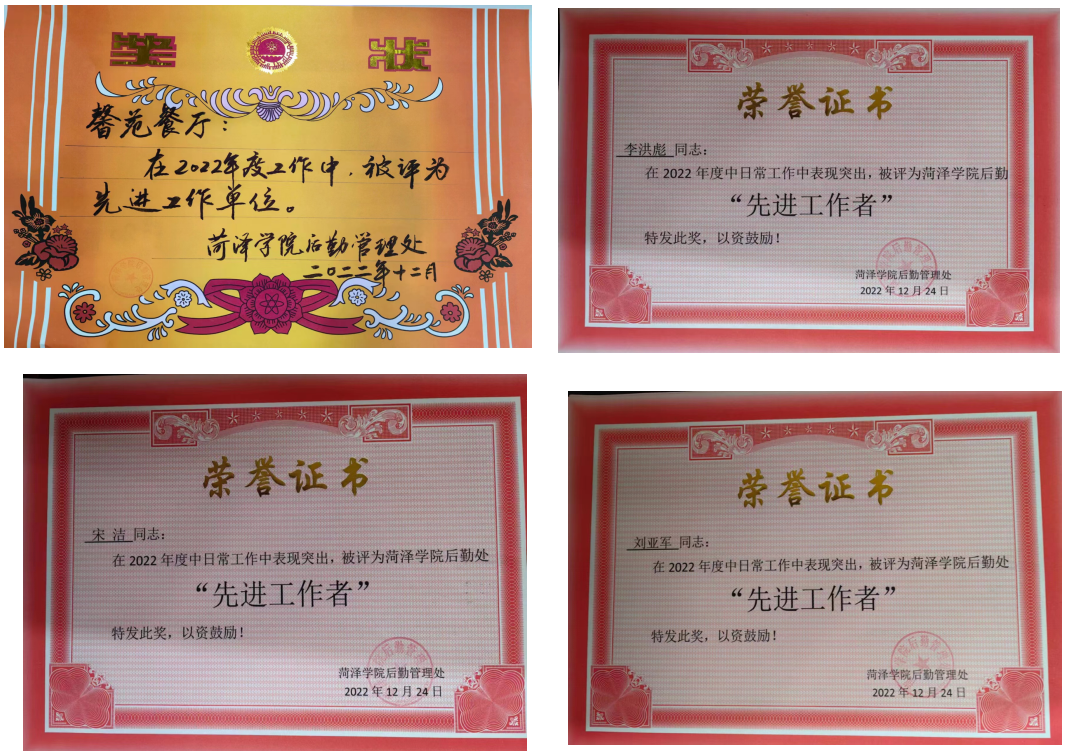 奖 状
馨苑餐厅：
在2022年度工作中，被评为
先进工作单位。
菏泽学院后勤管理处
二〇二二年十二月
荣誉证书
李洪彪 同志：
在 2022 年度中日常工作中表现突出，被评为菏泽学院后勤
“先进工作者”
特发此奖，以资鼓励！
菏泽学院后勤管理处
2022 年 12 月 24 日
荣誉证书
宋 洁 同志：
在 2022 年度中日常工作中表现突出，被评为菏泽学院后勤处
“先进工作者”
特发此奖，以资鼓励！
菏泽学院后勤管理处
2022 年 12 月 24 日
荣誉证书
刘亚军 同志：
在 2022 年度中日常工作中表现突出，被评为菏泽学院后勤处
“先进工作者”
特发此奖，以资鼓励！
菏泽学院后勤管理处
2022 年 12 月 24 日